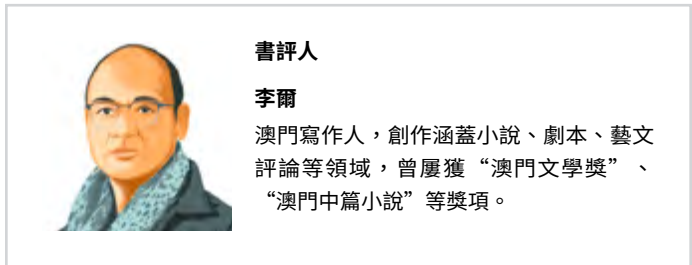 書評人
李爾
澳門寫作人，創作涵蓋小說、劇本、藝文
評論等領域，曾屢獲“澳門文學獎”、
“澳門中篇小說”等獎項。